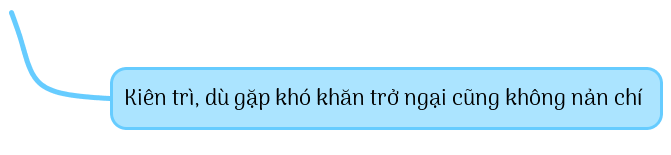 Kiên trì, dù gặp khó khăn trở ngại cũng không nản chí